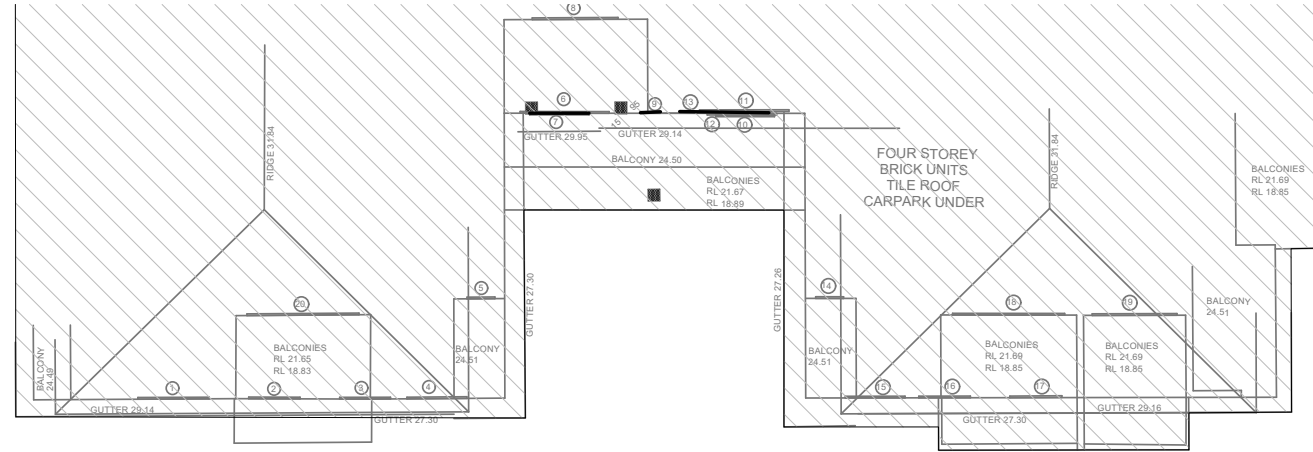 8
6
9
13
11
7
15
95
12
10
GUTTER 29.95
GUTTER 29.14
BALCONY 24.50
BALCONIES
RL 21.67
RL 18.89
FOUR STOREY
BRICK UNITS
TILE ROOF
CARPARK UNDER
RIDGE 31.84
RIDGE 31.84
BALCONIES
RL 21.69
RL 18.85
5
14
GUTTER 27.30
GUTTER 27.26
20
18
19
BALCONY
24.51
BALCONIES
RL 21.65
RL 18.83
BALCONY
24.51
BALCONY
24.51
BALCONIES
RL 21.69
RL 18.85
BALCONIES
RL 21.69
RL 18.85
BALCONY
24.49
1
2
3
4
15
16
17
GUTTER 29.14
GUTTER 27.30
GUTTER 29.16
GUTTER 27.30